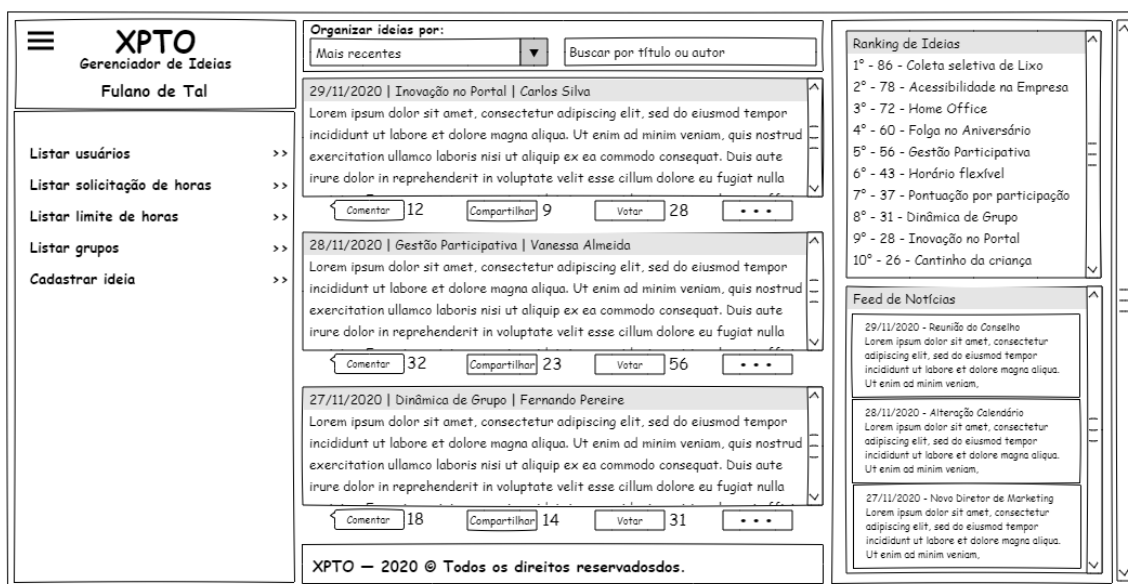 XPTO
Gerenciador de Ideias
Fulano de Tal
Listar usuários >>
Listar solicitação de horas >>
Listar limite de horas >>
Listar grupos >>
Cadastrar ideia >>
Organizar ideias por:
Mais recentes
Buscar por título ou autor
29/11/2020 | Inovação no Portal | Carlos Silva
Lorem ipsum dolor sit amet, consectetur adipiscing elit, sed do eiusmod tempor
incididunt ut labore et dolore magna aliqua. Ut enim ad minim veniam, quis nostrud
exercitation ullamco laboris nisi ut aliquip ex ea commodo consequat. Duis aute
irure dolor in reprehenderit in voluptate velit esse cillum dolore eu fugiat nulla
Comentar 12 Compartilhar 9 Votar 28 • • •
28/11/2020 | Gestão Participativa | Vanessa Almeida
Lorem ipsum dolor sit amet, consectetur adipiscing elit, sed do eiusmod tempor
incididunt ut labore et dolore magna aliqua. Ut enim ad minim veniam, quis nostrud
exercitation ullamco laboris nisi ut aliquip ex ea commodo consequat. Duis aute
irure dolor in reprehenderit in voluptate velit esse cillum dolore eu fugiat nulla
Comentar 32 Compartilhar 23 Votar 56 • • •
27/11/2020 | Dinâmica de Grupo | Fernando Pereire
Lorem ipsum dolor sit amet, consectetur adipiscing elit, sed do eiusmod tempor
incididunt ut labore et dolore magna aliqua. Ut enim ad minim veniam, quis nostrud
exercitation ullamco laboris nisi ut aliquip ex ea commodo consequat. Duis aute
irure dolor in reprehenderit in voluptate velit esse cillum dolore eu fugiat nulla
Comentar 18 Compartilhar 14 Votar 31 • • •
XPTO — 2020 © Todos os direitos reservadosdos.
Ranking de Ideias
1° - 86 - Coleta seletiva de Lixo
2° - 78 - Acessibilidade na Empresa
3° - 72 - Home Office
4° - 60 - Folga no Aniversário
5° - 56 - Gestão Participativa
6° - 43 - Horário flexível
7° - 37 - Pontuação por participação
8° - 31 - Dinâmica de Grupo
9° - 28 - Inovação no Portal
10° - 26 - Cantinho da criança
Feed de Notícias
29/11/2020 - Reunião do Conselho
Lorem ipsum dolor sit amet, consectetur
adipiscing elit, sed do eiusmod tempor
incididunt ut labore et dolore magna aliqua.
Ut enim ad minim veniam,
28/11/2020 - Alteração Calendário
Lorem ipsum dolor sit amet, consectetur
adipiscing elit, sed do eiusmod tempor
incididunt ut labore et dolore magna aliqua.
Ut enim ad minim veniam,
27/11/2020 - Novo Diretor de Marketing
Lorem ipsum dolor sit amet, consectetur
adipiscing elit, sed do eiusmod tempor
incididunt ut labore et dolore magna aliqua.
Ut enim ad minim veniam,